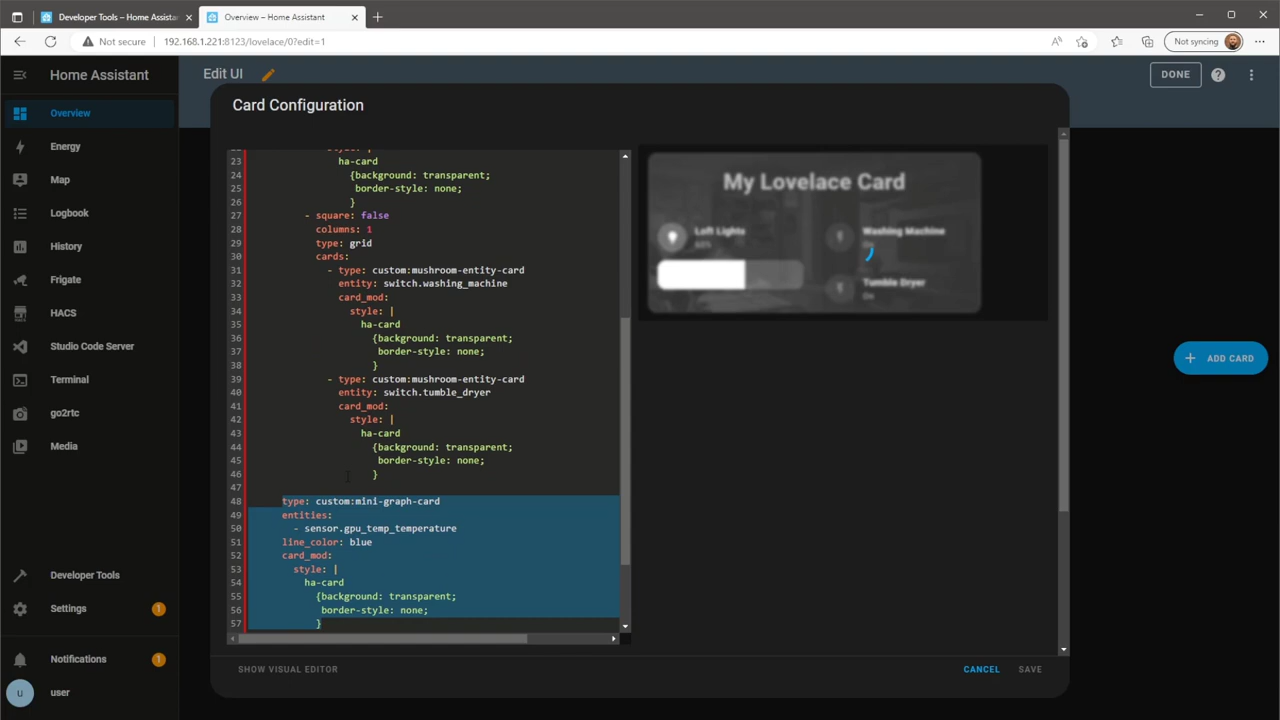 Developer Tools – Home Assista
Overview – Home Assistant
Not secure
192.168.1.221:8123/lovelace/0?edit=1
Not syncing
Home Assistant
Edit UI
DONE
Overview
Energy
Map
Logbook
History
Frigate
HACS
Studio Code Server
Terminal
go2rtc
Media
Developer Tools
Settings
1
Notifications
1
u
user
Card Configuration
23 ha-card
24 {background: transparent;
25 border-style: none;
26 }
27 - square: false
28 columns: 1
29 type: grid
30 cards:
31 - type: custom:mushroom-entity-card
32 entity: switch.washing_machine
33 card_mod:
34 style: |
35 ha-card
36 {background: transparent;
37 border-style: none;
38 }
39 - type: custom:mushroom-entity-card
40 entity: switch.tumble_dryer
41 card_mod:
42 style: |
43 ha-card
44 {background: transparent;
45 border-style: none;
46 }
47
48 type: custom:mini-graph-card
49 entities:
50 - sensor.gpu_temp_temperature
51 line_color: blue
52 card_mod:
53 style: |
54 ha-card
55 {background: transparent;
56 border-style: none;
57 }
My Lovelace Card
Loft Lights
Washing Machine
Tumble Dryer
ADD CARD
SHOW VISUAL EDITOR
CANCEL
SAVE